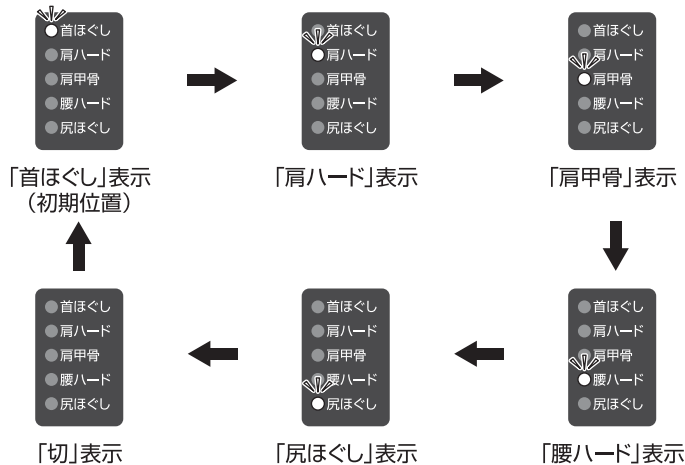 首ほぐし
肩ハード
肩甲骨
腰ハード
尻ほぐし
「首ほぐし」表示
(初期位置)
首ほぐし
肩ハード
肩甲骨
腰ハード
尻ほぐし
「肩ハード」表示
首ほぐし
肩ハード
肩甲骨
腰ハード
尻ほぐし
「肩甲骨」表示
首ほぐし
肩ハード
肩甲骨
腰ハード
尻ほぐし
「切」表示
首ほぐし
肩ハード
肩甲骨
腰ハード
尻ほぐし
「尻ほぐし」表示
首ほぐし
肩ハード
肩甲骨
腰ハード
尻ほぐし
「腰ハード」表示